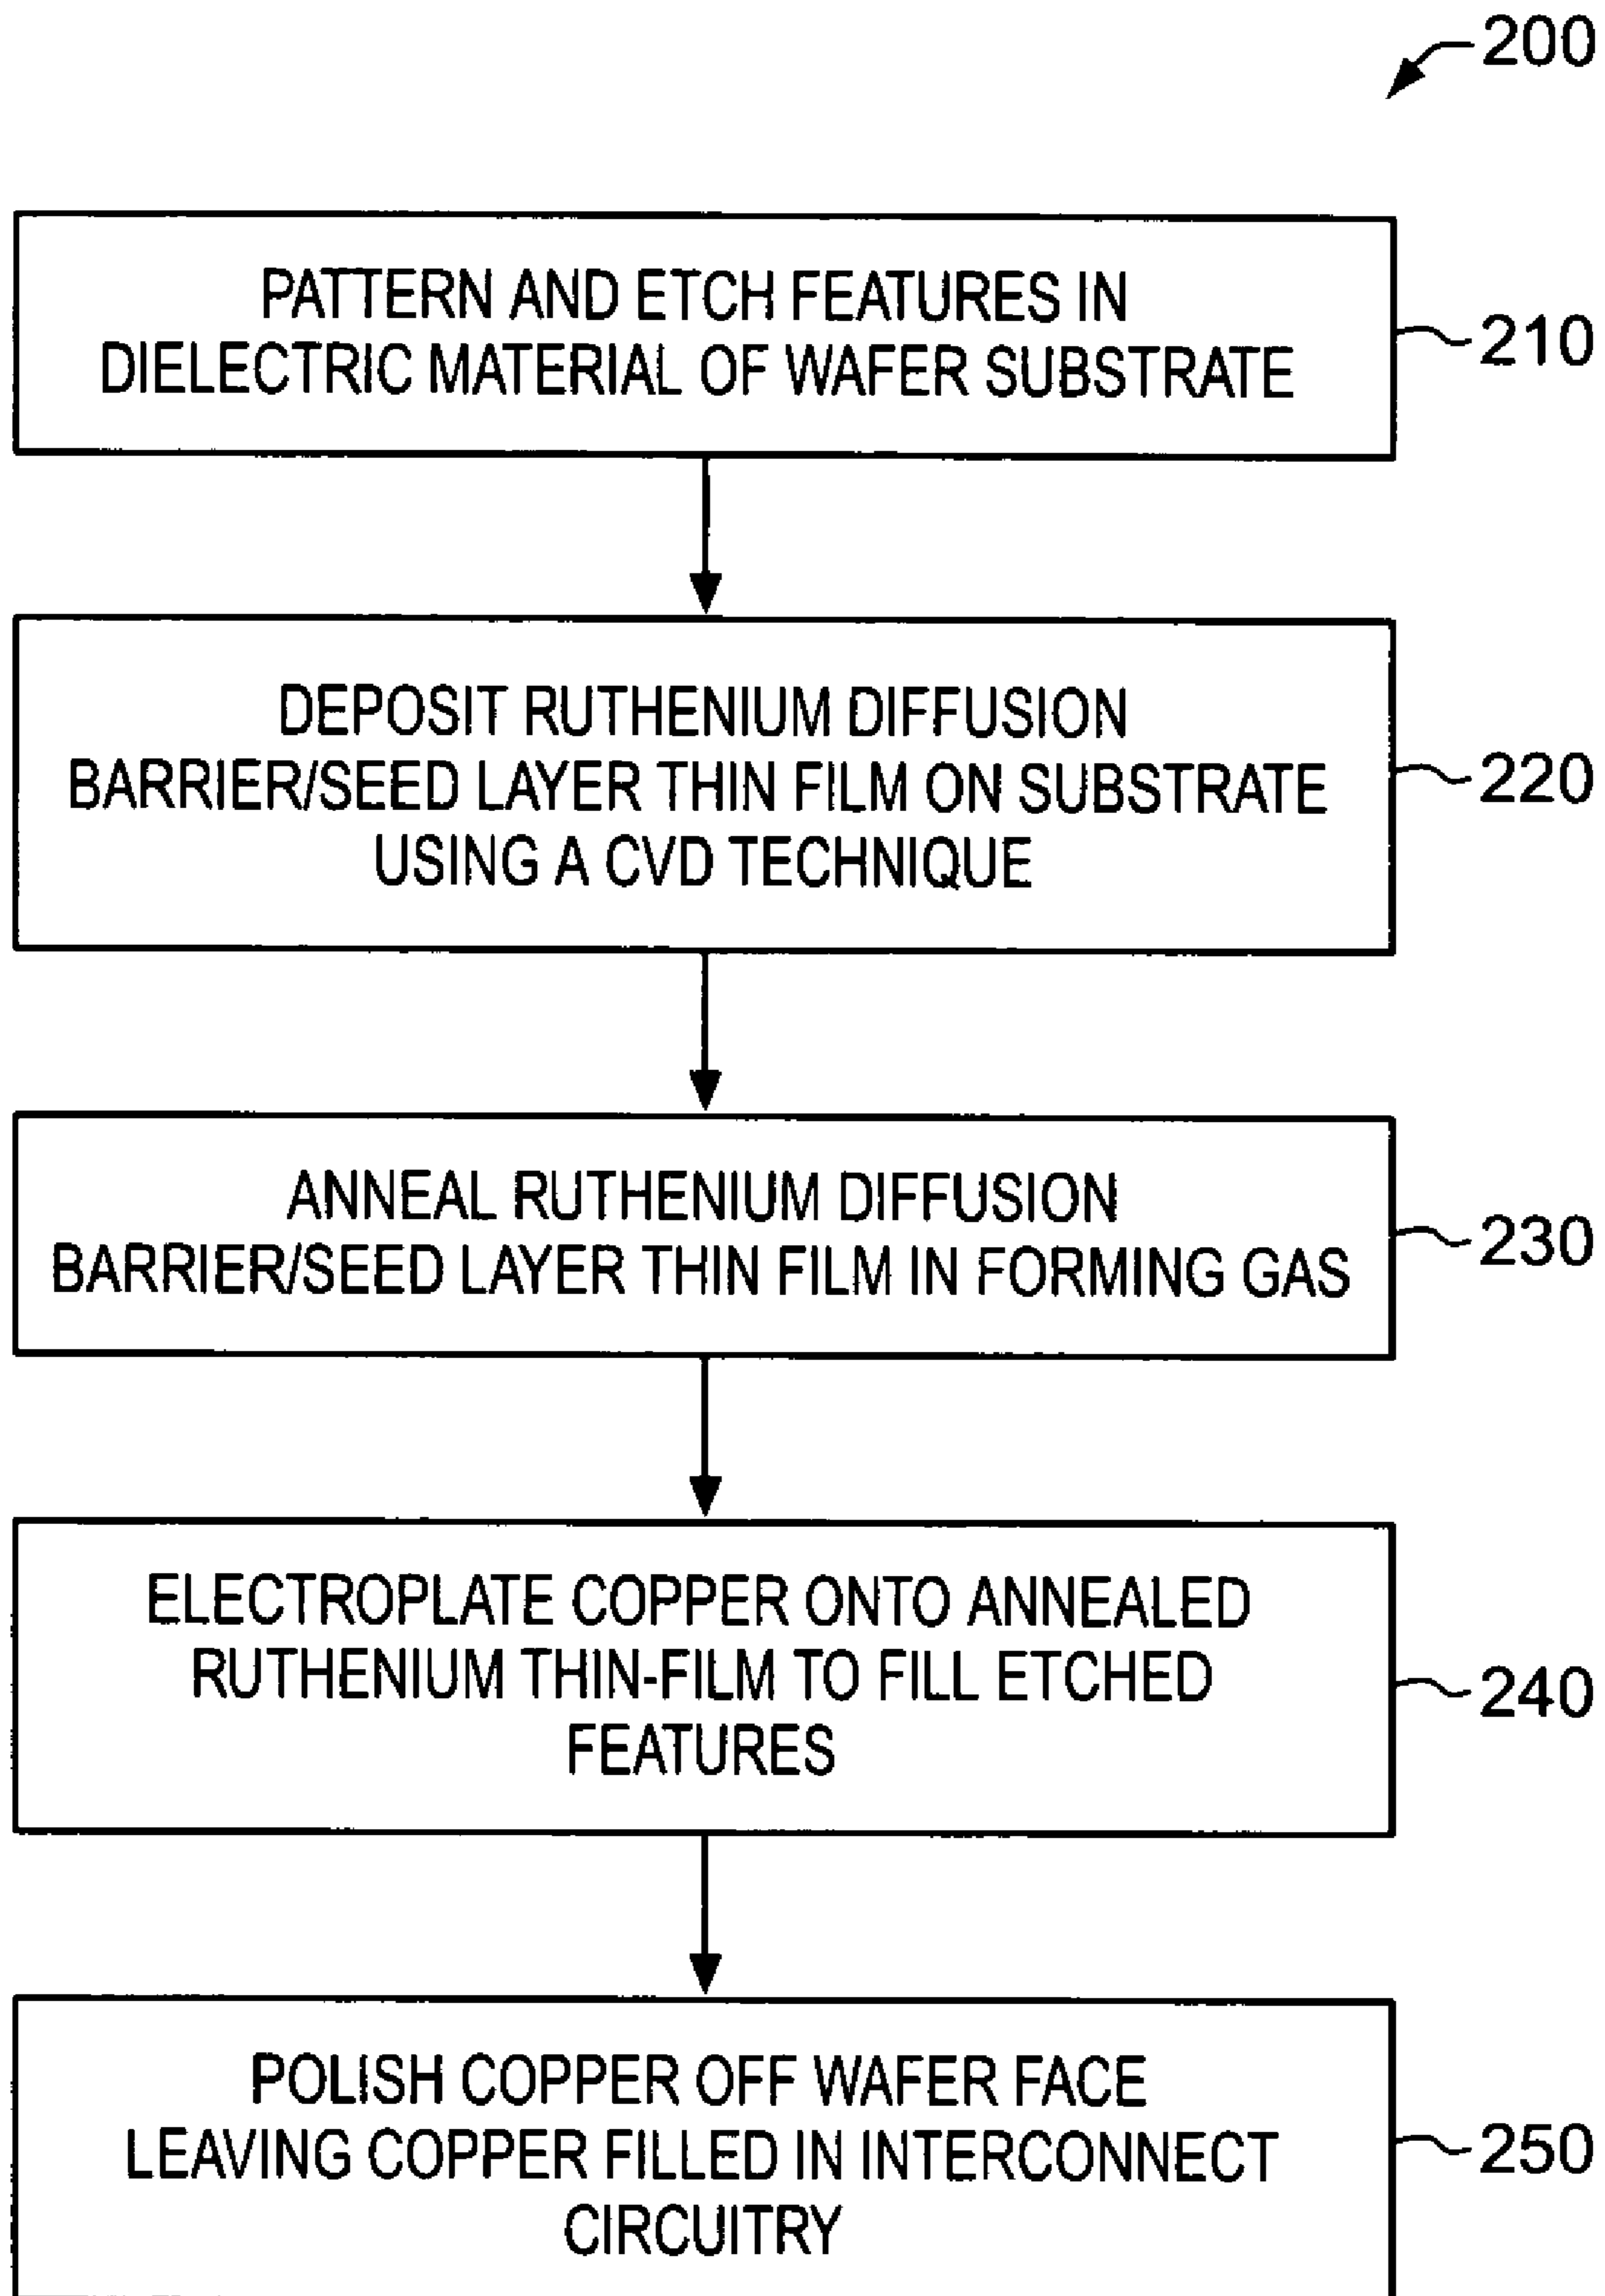 200
PATTERN AND ETCH FEATURES IN
DIELECTRIC MATERIAL OF WAFER SUBSTRATE
210
DEPOSIT RUTHENIUM DIFFUSION
BARRIER/SEED LAYER THIN FILM ON SUBSTRATE
USING A CVD TECHNIQUE
220
ANNEAL RUTHENIUM DIFFUSION
BARRIER/SEED LAYER THIN FILM IN FORMING GAS
230
ELECTROPLATE COPPER ONTO ANNEALED
RUTHENIUM THIN-FILM TO FILL ETCHED
FEATURES
240
POLISH COPPER OFF WAFER FACE
LEAVING COPPER FILLED IN INTERCONNECT
CIRCUITRY
250